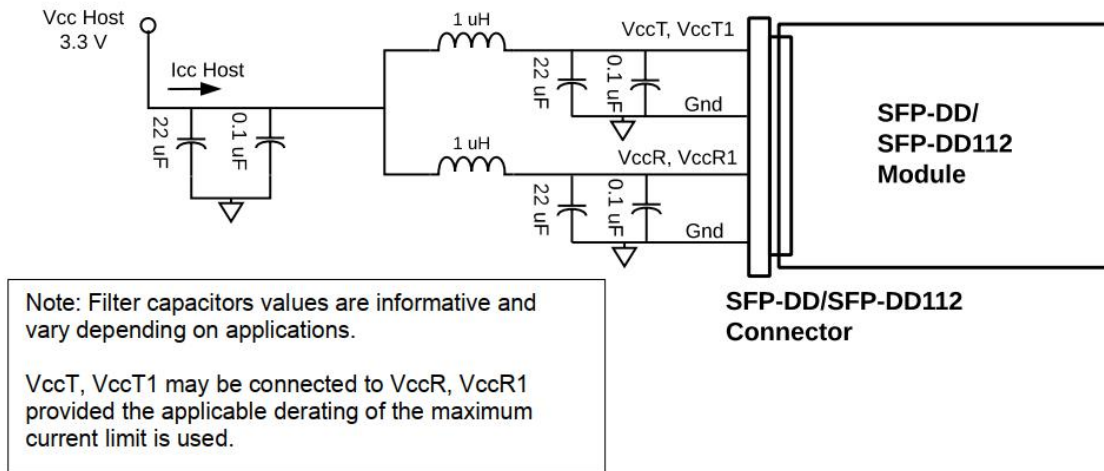 Vcc Host
3.3 V
Icc Host
22 uF
0.1 uF
1 uH
VccT, VccT1
22 uF
0.1 uF
Gnd
1 uH
VccR, VccR1
22 uF
0.1 uF
Gnd
SFP-DD/
SFP-DD112
Module
SFP-DD/SFP-DD112
Connector
Note: Filter capacitors values are informative and
vary depending on applications.
VccT, VccT1 may be connected to VccR, VccR1
provided the applicable derating of the maximum
current limit is used.